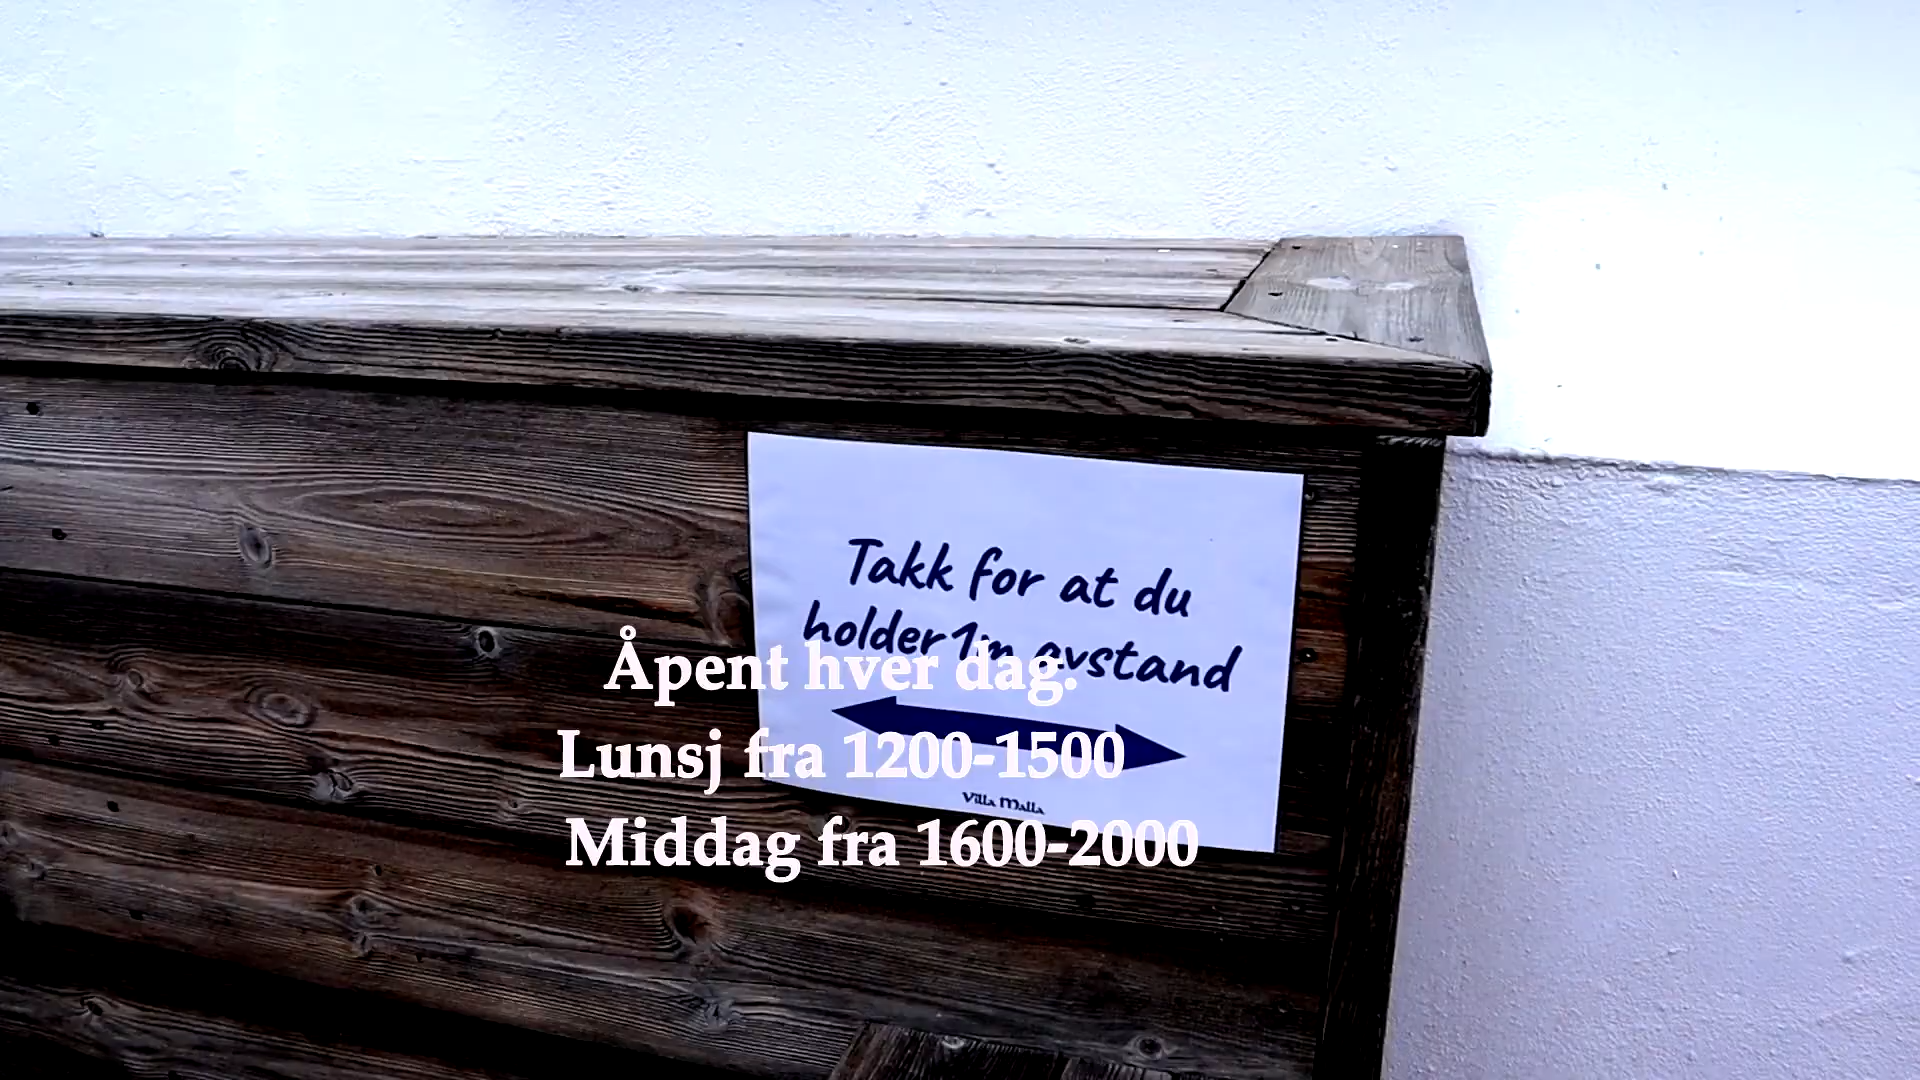 Takk for at du
holder 1m avstand
Villa Malla
Åpent hver dag:
Lunsj fra 1200-1500
Middag fra 1600-2000